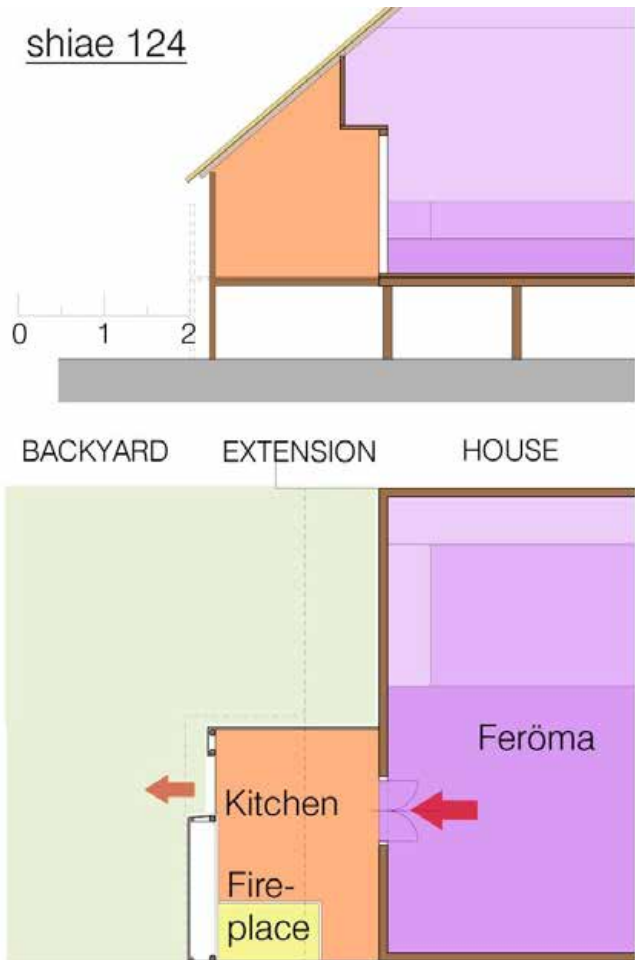 shiae 124
0 1 2
BACKYARD EXTENSION HOUSE
Feröma
Kitchen
Fire-
place